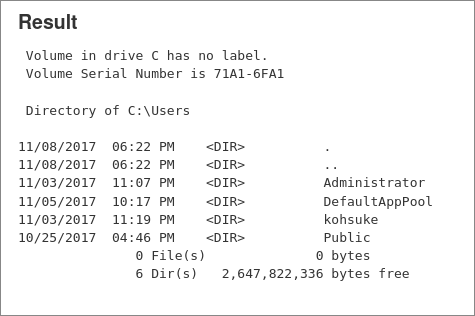 Result
Volume in drive C has no label.
Volume Serial Number is 71A1-6FA1
Directory of C:\Users
11/08/2017  06:22 PM    <DIR>          .
11/08/2017  06:22 PM    <DIR>          ..
11/03/2017  11:07 PM    <DIR>          Administrator
11/05/2017  10:17 PM    <DIR>          DefaultAppPool
11/03/2017  11:19 PM    <DIR>          kohsuke
10/25/2017  04:46 PM    <DIR>          Public
0 File(s)              0 bytes
6 Dir(s)   2,647,822,336 bytes free